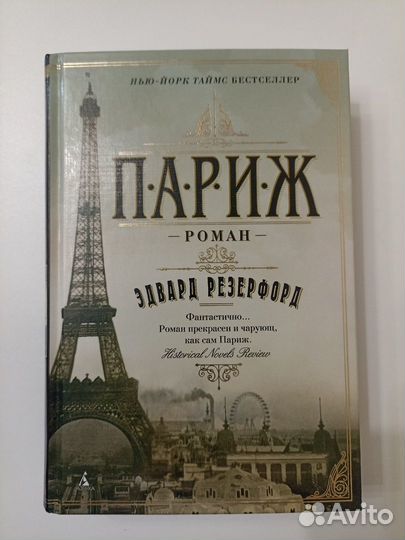 НЬЮ-ЙОРК ТАЙМС БЕСТСЕЛЛЕР
П·А·Р·И·Ж
— РОМАН —
ЭДВАРД РЕЗЕРФОРД
Фантастично...
Роман прекрасен и чарующ,
как сам Париж.
Historical Novels Review
Avito